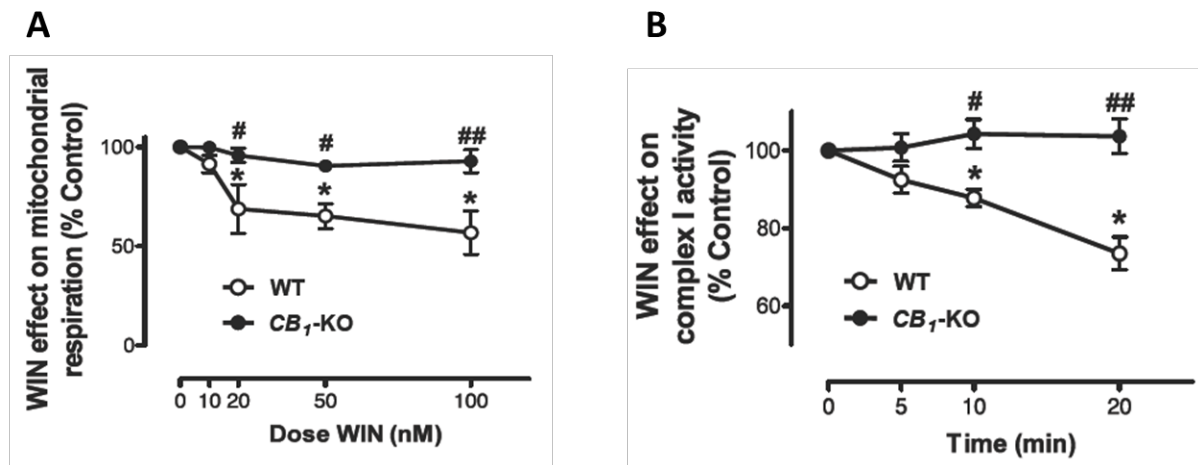 A
WIN effect on mitochondrial
respiration (% Control)
100
50
0
#
#
##
*
*
*
WT
CB1-KO
0 10 20 50 100
Dose WIN (nM)
B
WIN effect on
complex I activity
(% Control)
100
80
60
#
##
*
*
WT
CB1-KO
0 5 10 20
Time (min)